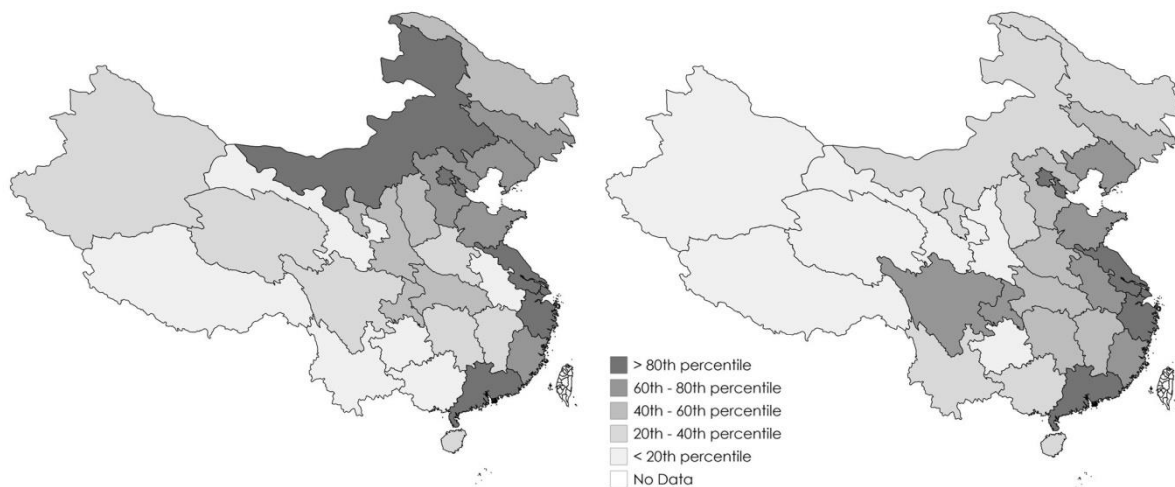 > 80th percentile
60th - 80th percentile
40th - 60th percentile
20th - 40th percentile
< 20th percentile
No Data